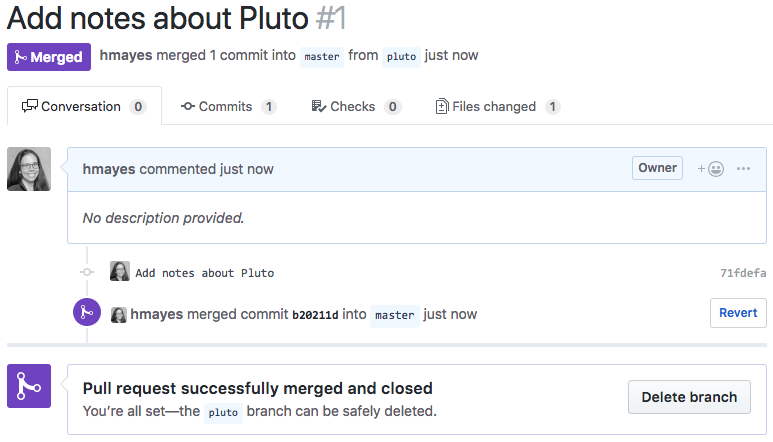 Add notes about Pluto #1
Merged hmayes merged 1 commit into master from pluto just now
Conversation 0 Commits 1 Checks 0 Files changed 1
hmayes commented just now Owner + ...
No description provided.
Add notes about Pluto 71fdefa
hmayes merged commit b20211d into master just now Revert
Pull request successfully merged and closed
You’re all set—the pluto branch can be safely deleted.
Delete branch